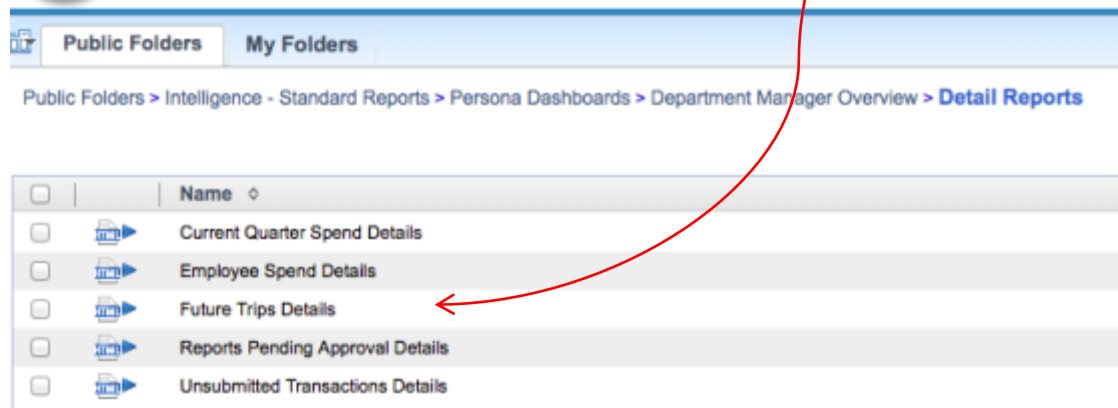 Public Folders My Folders
Public Folders > Intelligence - Standard Reports > Persona Dashboards > Department Manager Overview > Detail Reports
Name
Current Quarter Spend Details
Employee Spend Details
Future Trips Details
Reports Pending Approval Details
Unsubmitted Transactions Details